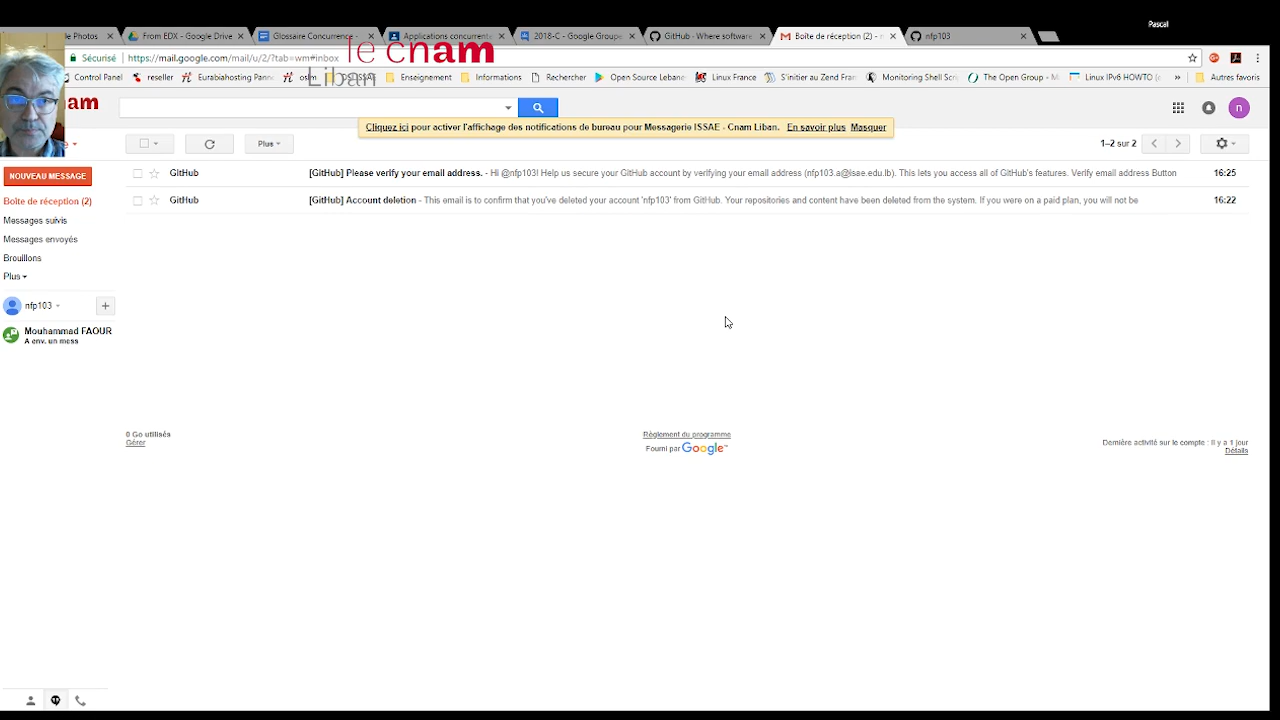 Pascal
le Photos
From EDX - Google Drive
Glossaire Concurrence -
Applications concurrente
2018-C - Google Groupe
GitHub - Where software
Boîte de réception (2) - n
nfp103
le cnam
Liban
Sécurisé
https://mail.google.com/mail/u/2/?tab=wm#inbox
Control Panel
reseller
Eurabiahosting Pann
Enseignement
Informations
Rechercher
Open Source Lebane
Linux France
S'initier au Zend Fran
Monitoring Shell Scri
The Open Group - M
Linux IPv6 HOWTO (
»
Autres favoris
nam
n
Cliquez ici pour activer l'affichage des notifications de bureau pour Messagerie ISSAE - Cnam Liban. En savoir plus Masquer
Plus
1–2 sur 2
NOUVEAU MESSAGE
GitHub
[GitHub] Please verify your email address. - Hi @nfp103! Help us secure your GitHub account by verifying your email address (nfp103.a@isae.edu.lb). This lets you access all of GitHub's features. Verify email address Button
16:25
Boîte de réception (2)
GitHub
[GitHub] Account deletion - This email is to confirm that you've deleted your account 'nfp103' from GitHub. Your repositories and content have been deleted from the system. If you were on a paid plan, you will not be
16:22
Messages suivis
Messages envoyés
Brouillons
Plus
nfp103
+
Mouhammad FAOUR
A env. un mess
0 Go utilisés
Gérer
Règlement du programme
Fourni par Google™
Dernière activité sur le compte : Il y a 1 jour
Détails